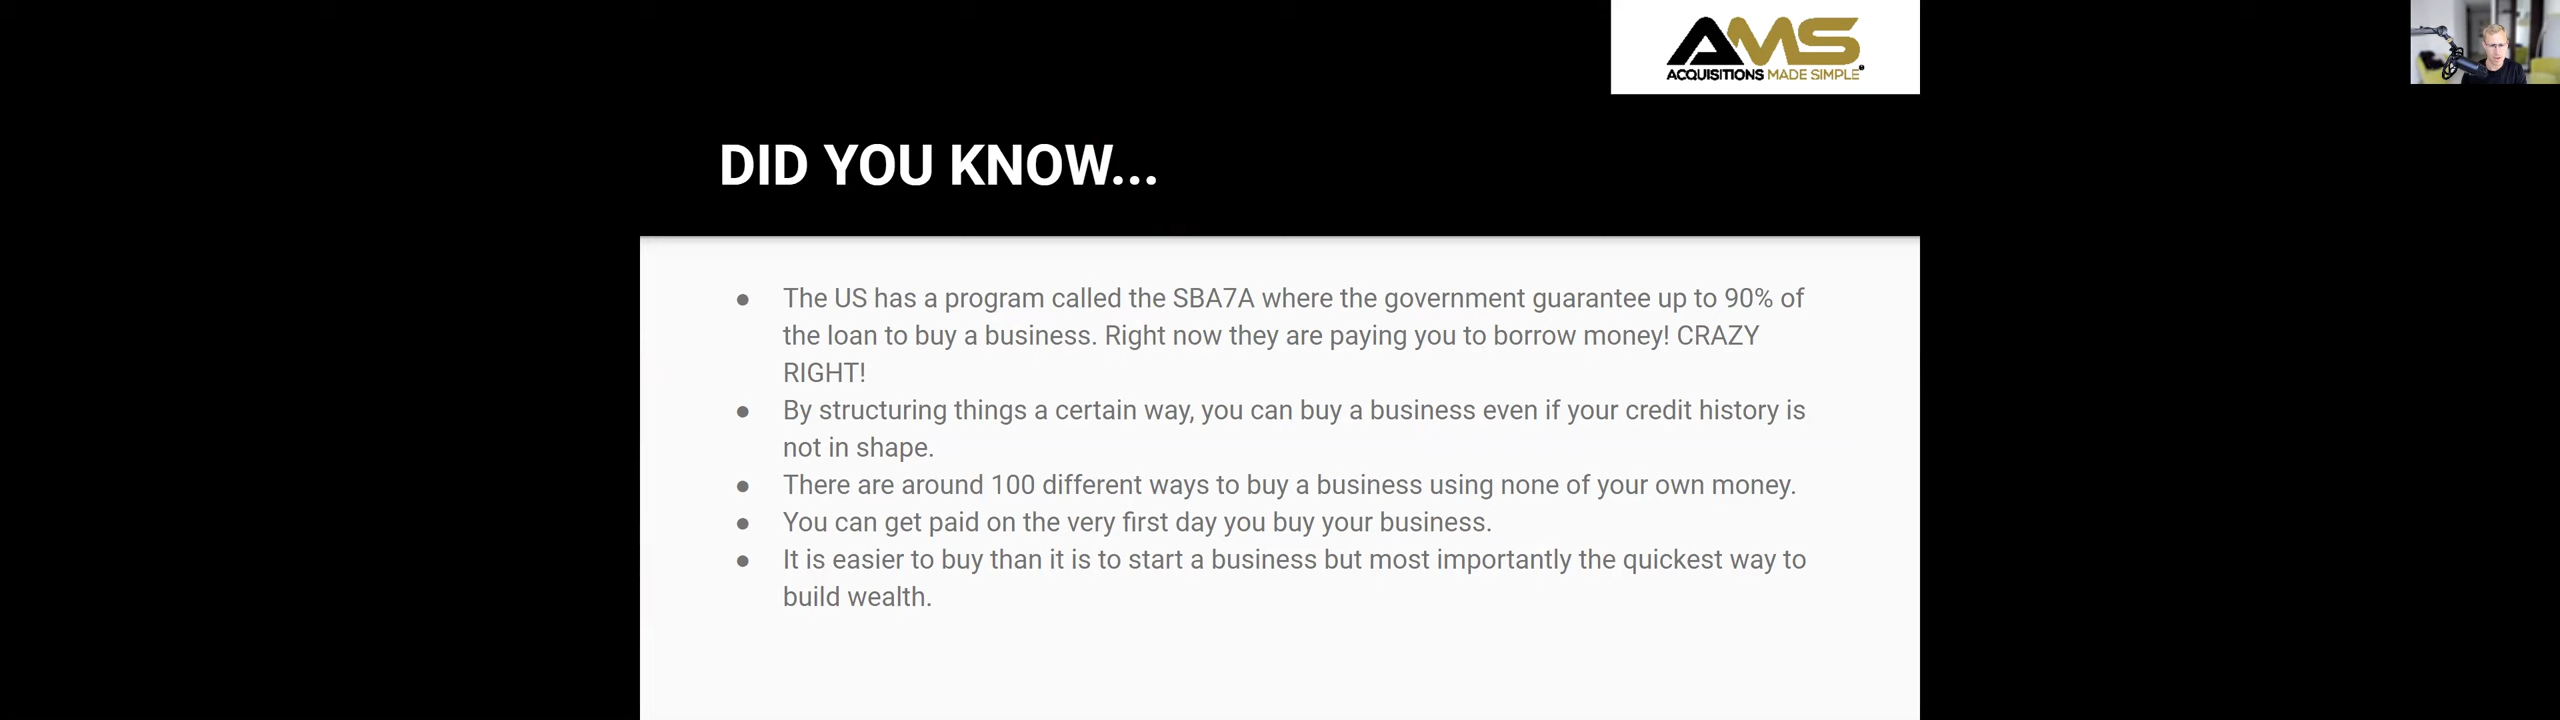 AMS
ACQUISITIONS MADE SIMPLE
DID YOU KNOW...
● The US has a program called the SBA7A where the government guarantee up to 90% of
the loan to buy a business. Right now they are paying you to borrow money! CRAZY
RIGHT!
● By structuring things a certain way, you can buy a business even if your credit history is
not in shape.
● There are around 100 different ways to buy a business using none of your own money.
● You can get paid on the very first day you buy your business.
● It is easier to buy than it is to start a business but most importantly the quickest way to
build wealth.